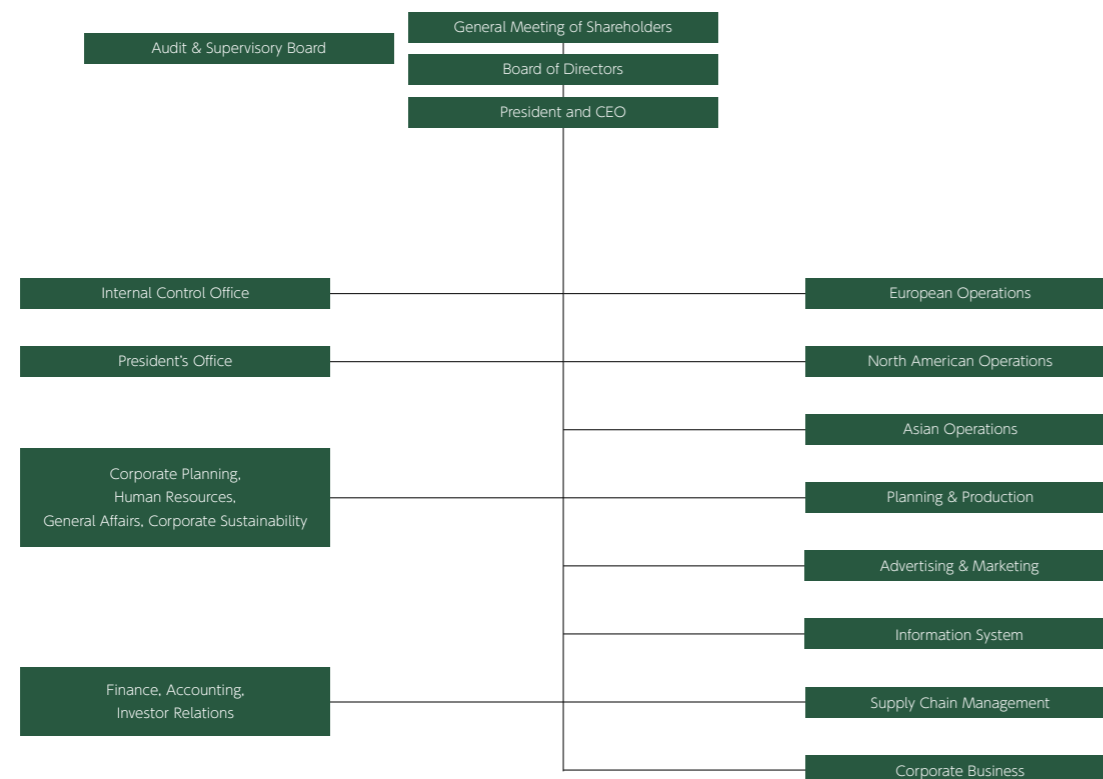 General Meeting of Shareholders
Audit & Supervisory Board
Board of Directors
President and CEO
Internal Control Office
European Operations
President's Office
North American Operations
Asian Operations
Corporate Planning,
Human Resources,
General Affairs, Corporate Sustainability
Planning & Production
Advertising & Marketing
Information System
Finance, Accounting,
Investor Relations
Supply Chain Management
Corporate Business